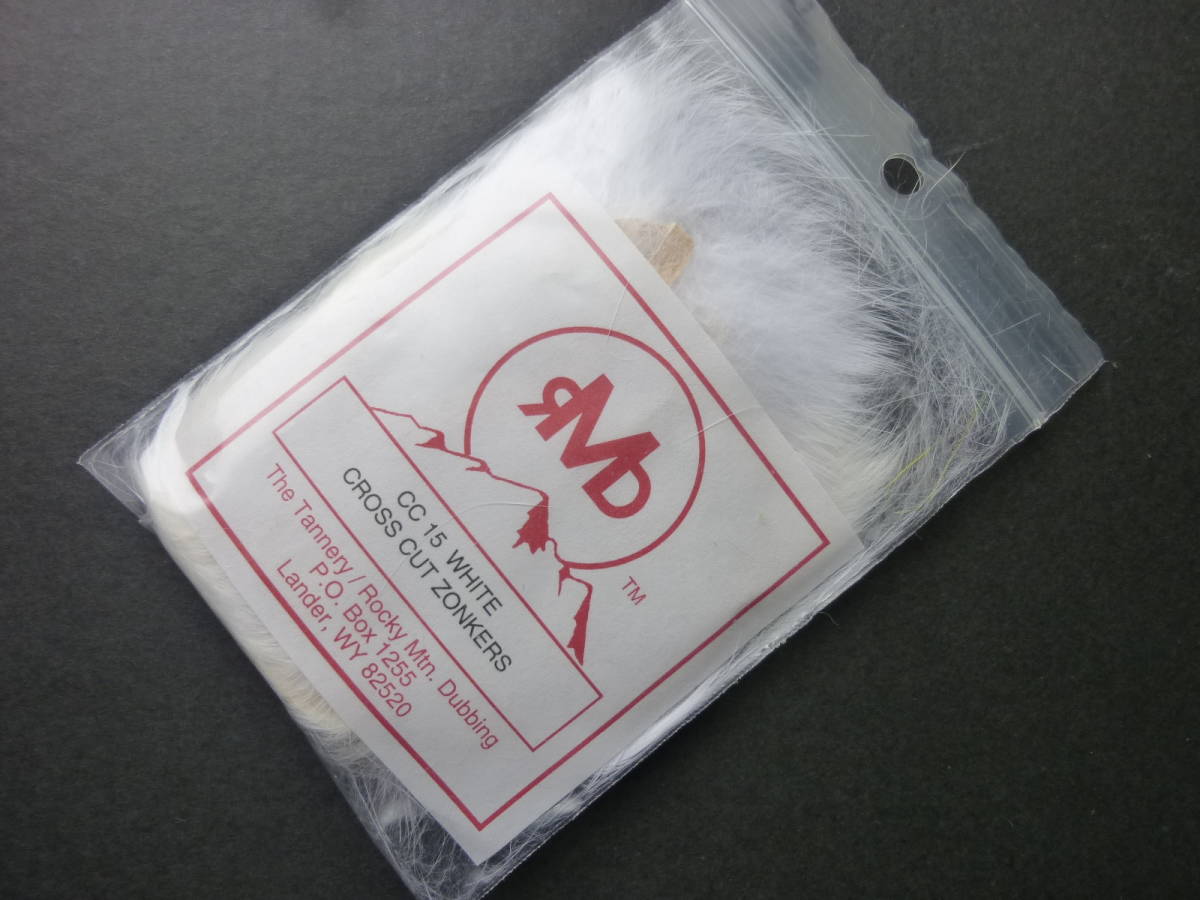 RMD
TM
CC 15 WHITE
CROSS CUT ZONKERS
The Tannery / Rocky Mtn. Dubbing
P.O. Box 1255
Lander, WY 82520